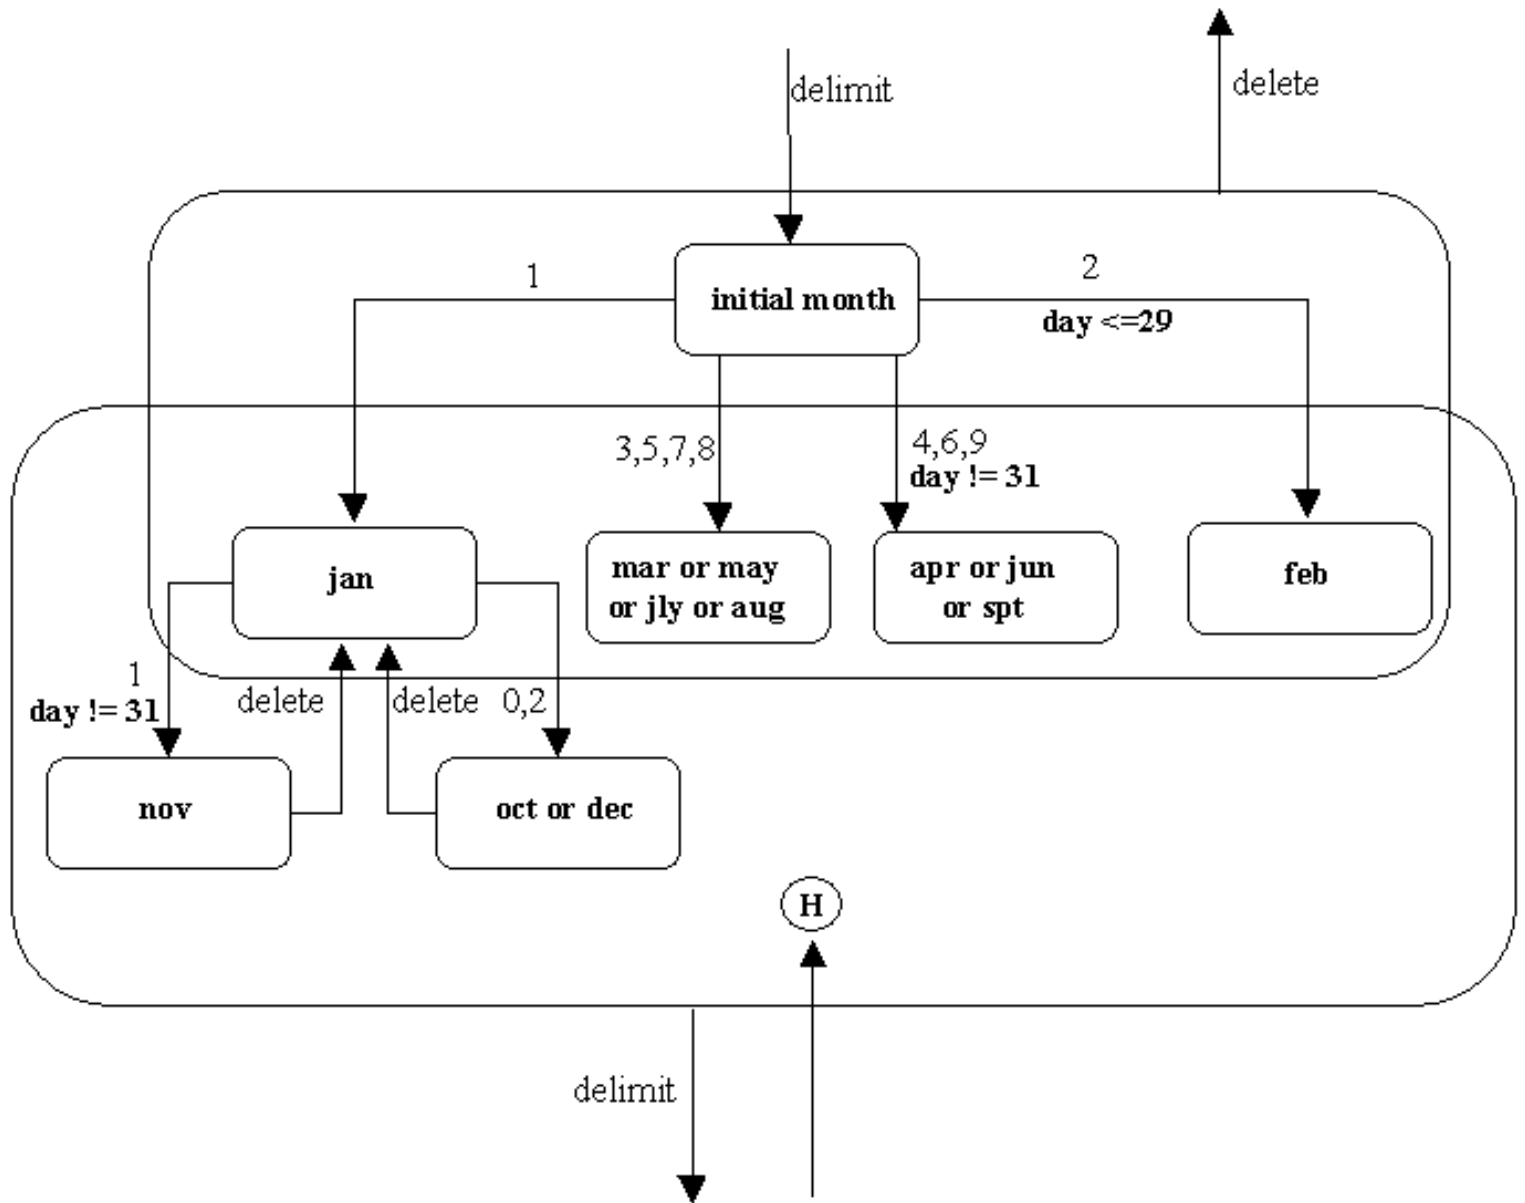 delete
delimit
1
initial month
2
day <=29
3,5,7,8
4,6,9
day != 31
jan
mar or may
or jly or aug
apr or jun
or spt
feb
1
day != 31
delete
delete
0,2
nov
oct or dec
H
delimit